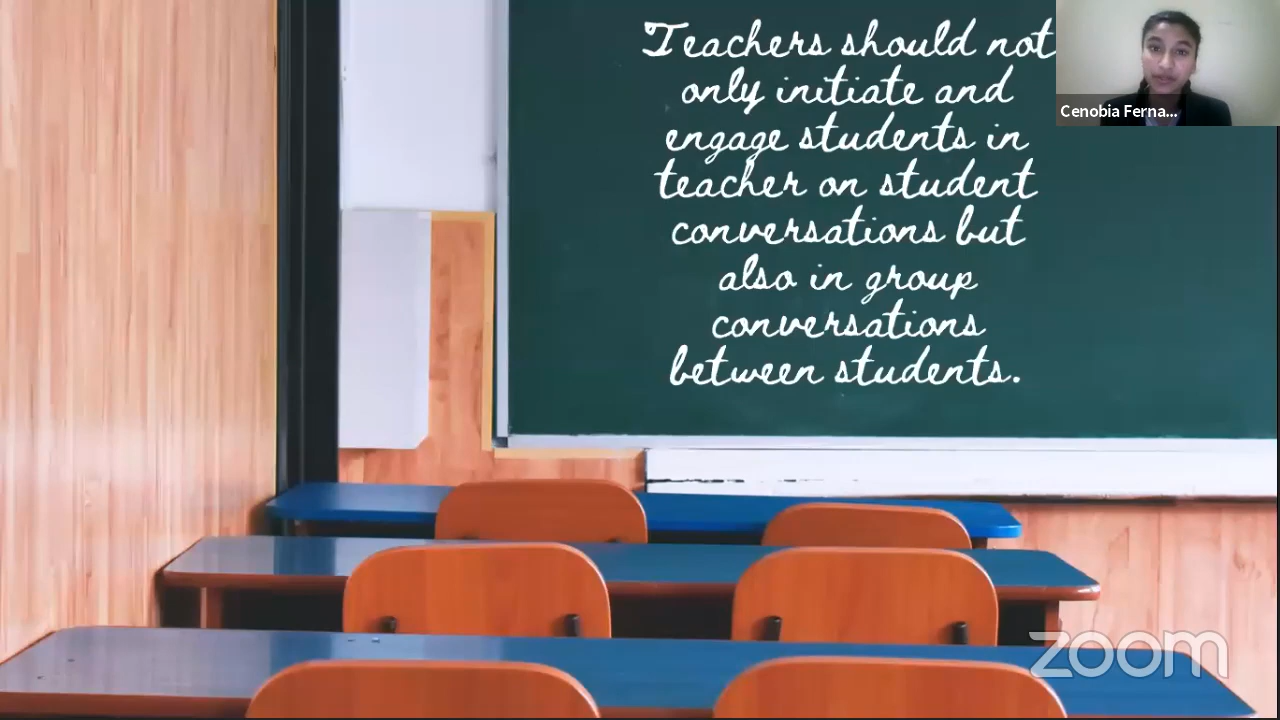 Teachers should not
only initiate and
engage students in
teacher on student
conversations but
also in group
conversations
between students.
Cenobia Ferna...
zoom